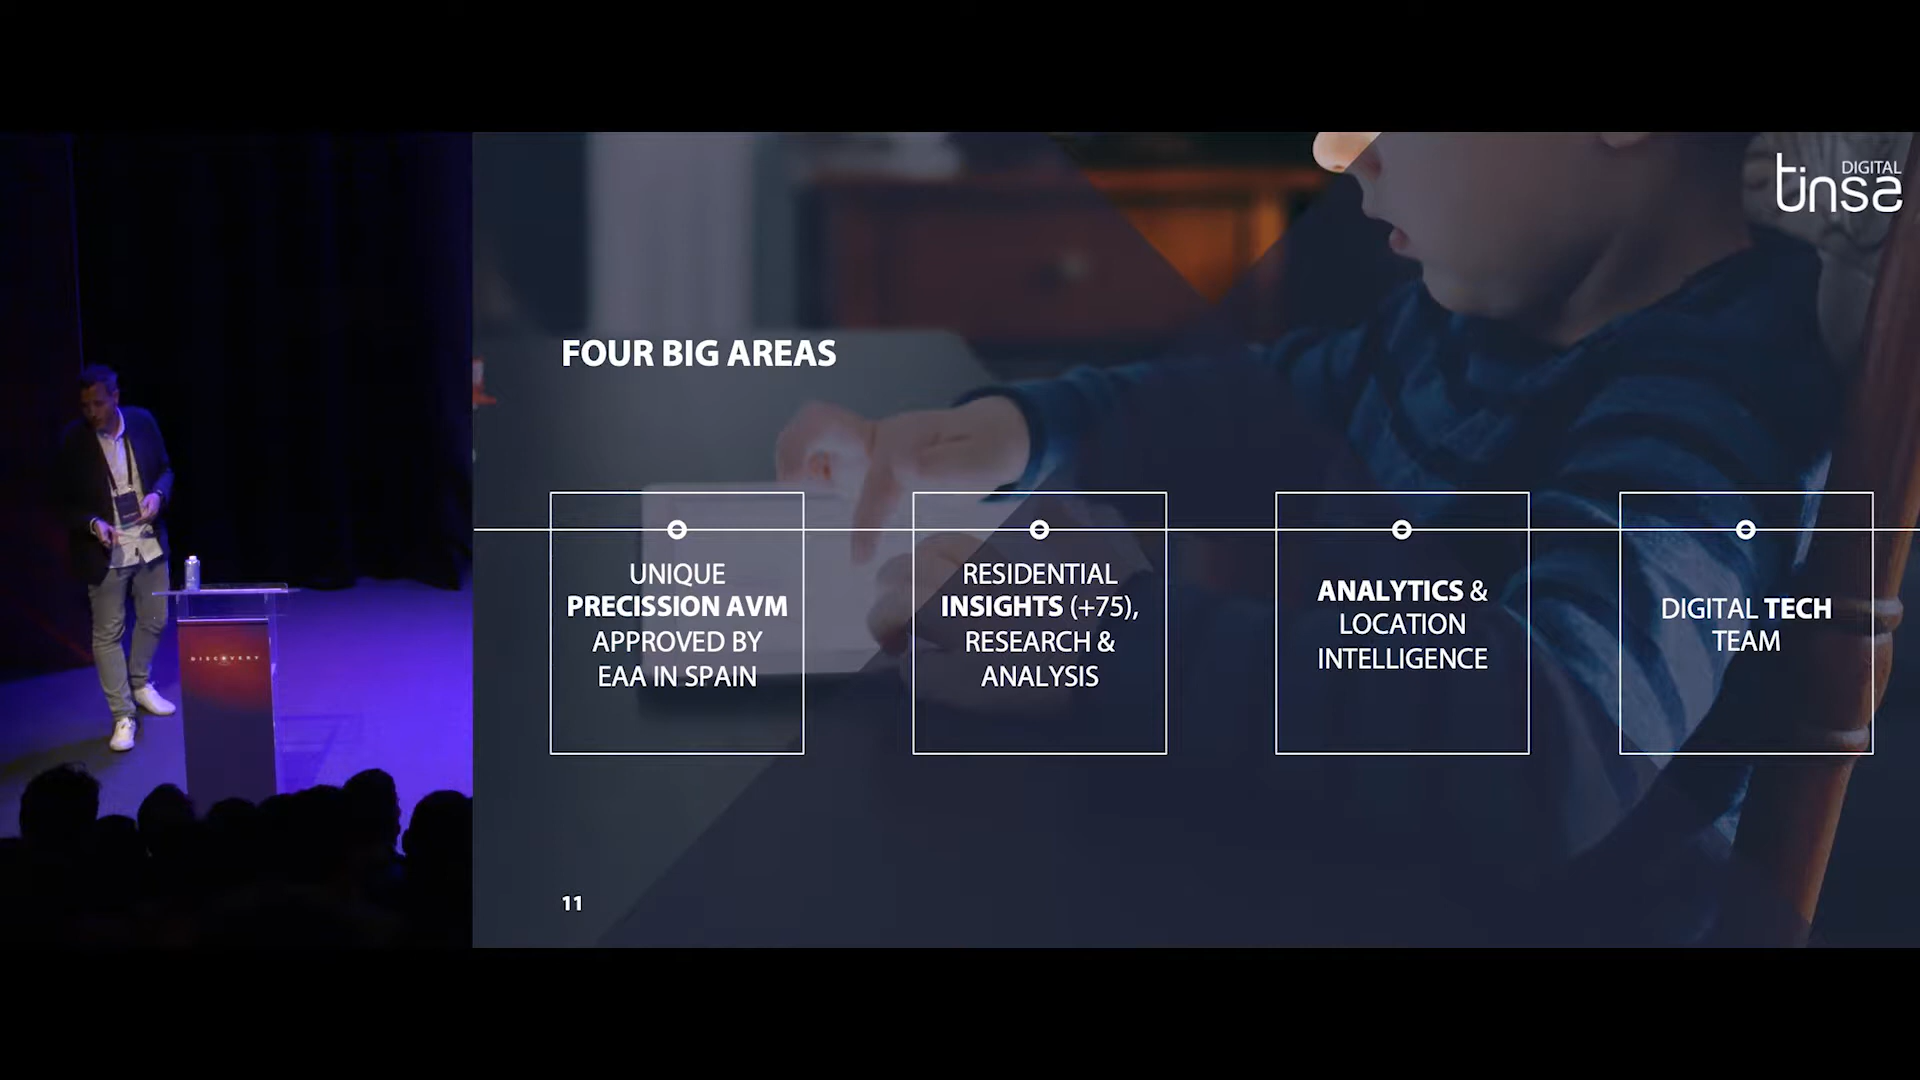 DIGITAL
tinsa
FOUR BIG AREAS
UNIQUE
PRECISSION AVM
APPROVED BY
EAA IN SPAIN
RESIDENTIAL
INSIGHTS (+75),
RESEARCH &
ANALYSIS
ANALYTICS &
LOCATION
INTELLIGENCE
DIGITAL TECH
TEAM
DISCOVERY
11